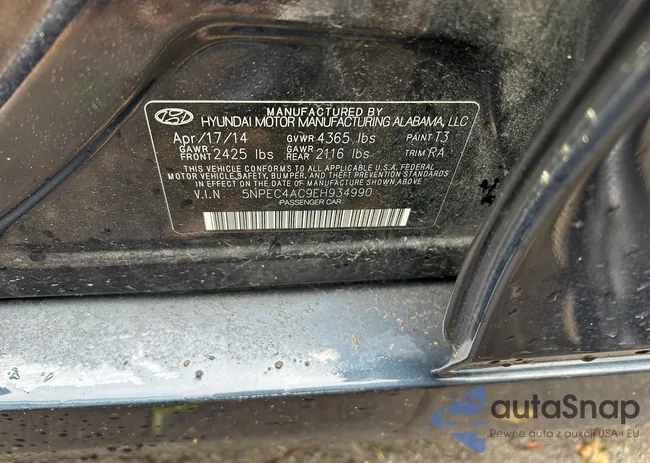 MANUFACTURED BY
HYUNDAI MOTOR MANUFACTURING ALABAMA, LLC
Apr/17/14 GVWR 4365 lbs PAINT T3
GAWR FRONT 2425 lbs GAWR REAR 2116 lbs TRIM RA
THIS VEHICLE CONFORMS TO ALL APPLICABLE U.S. FEDERAL
MOTOR VEHICLE SAFETY, BUMPER, AND THEFT PREVENTION STANDARDS
IN EFFECT ON THE DATE OF MANUFACTURE SHOWN ABOVE.
V.I.N 5NPEC4AC9EH934990
(PASSENGER CAR)
autoSnap
Pewne auta z aukcji USA i EU